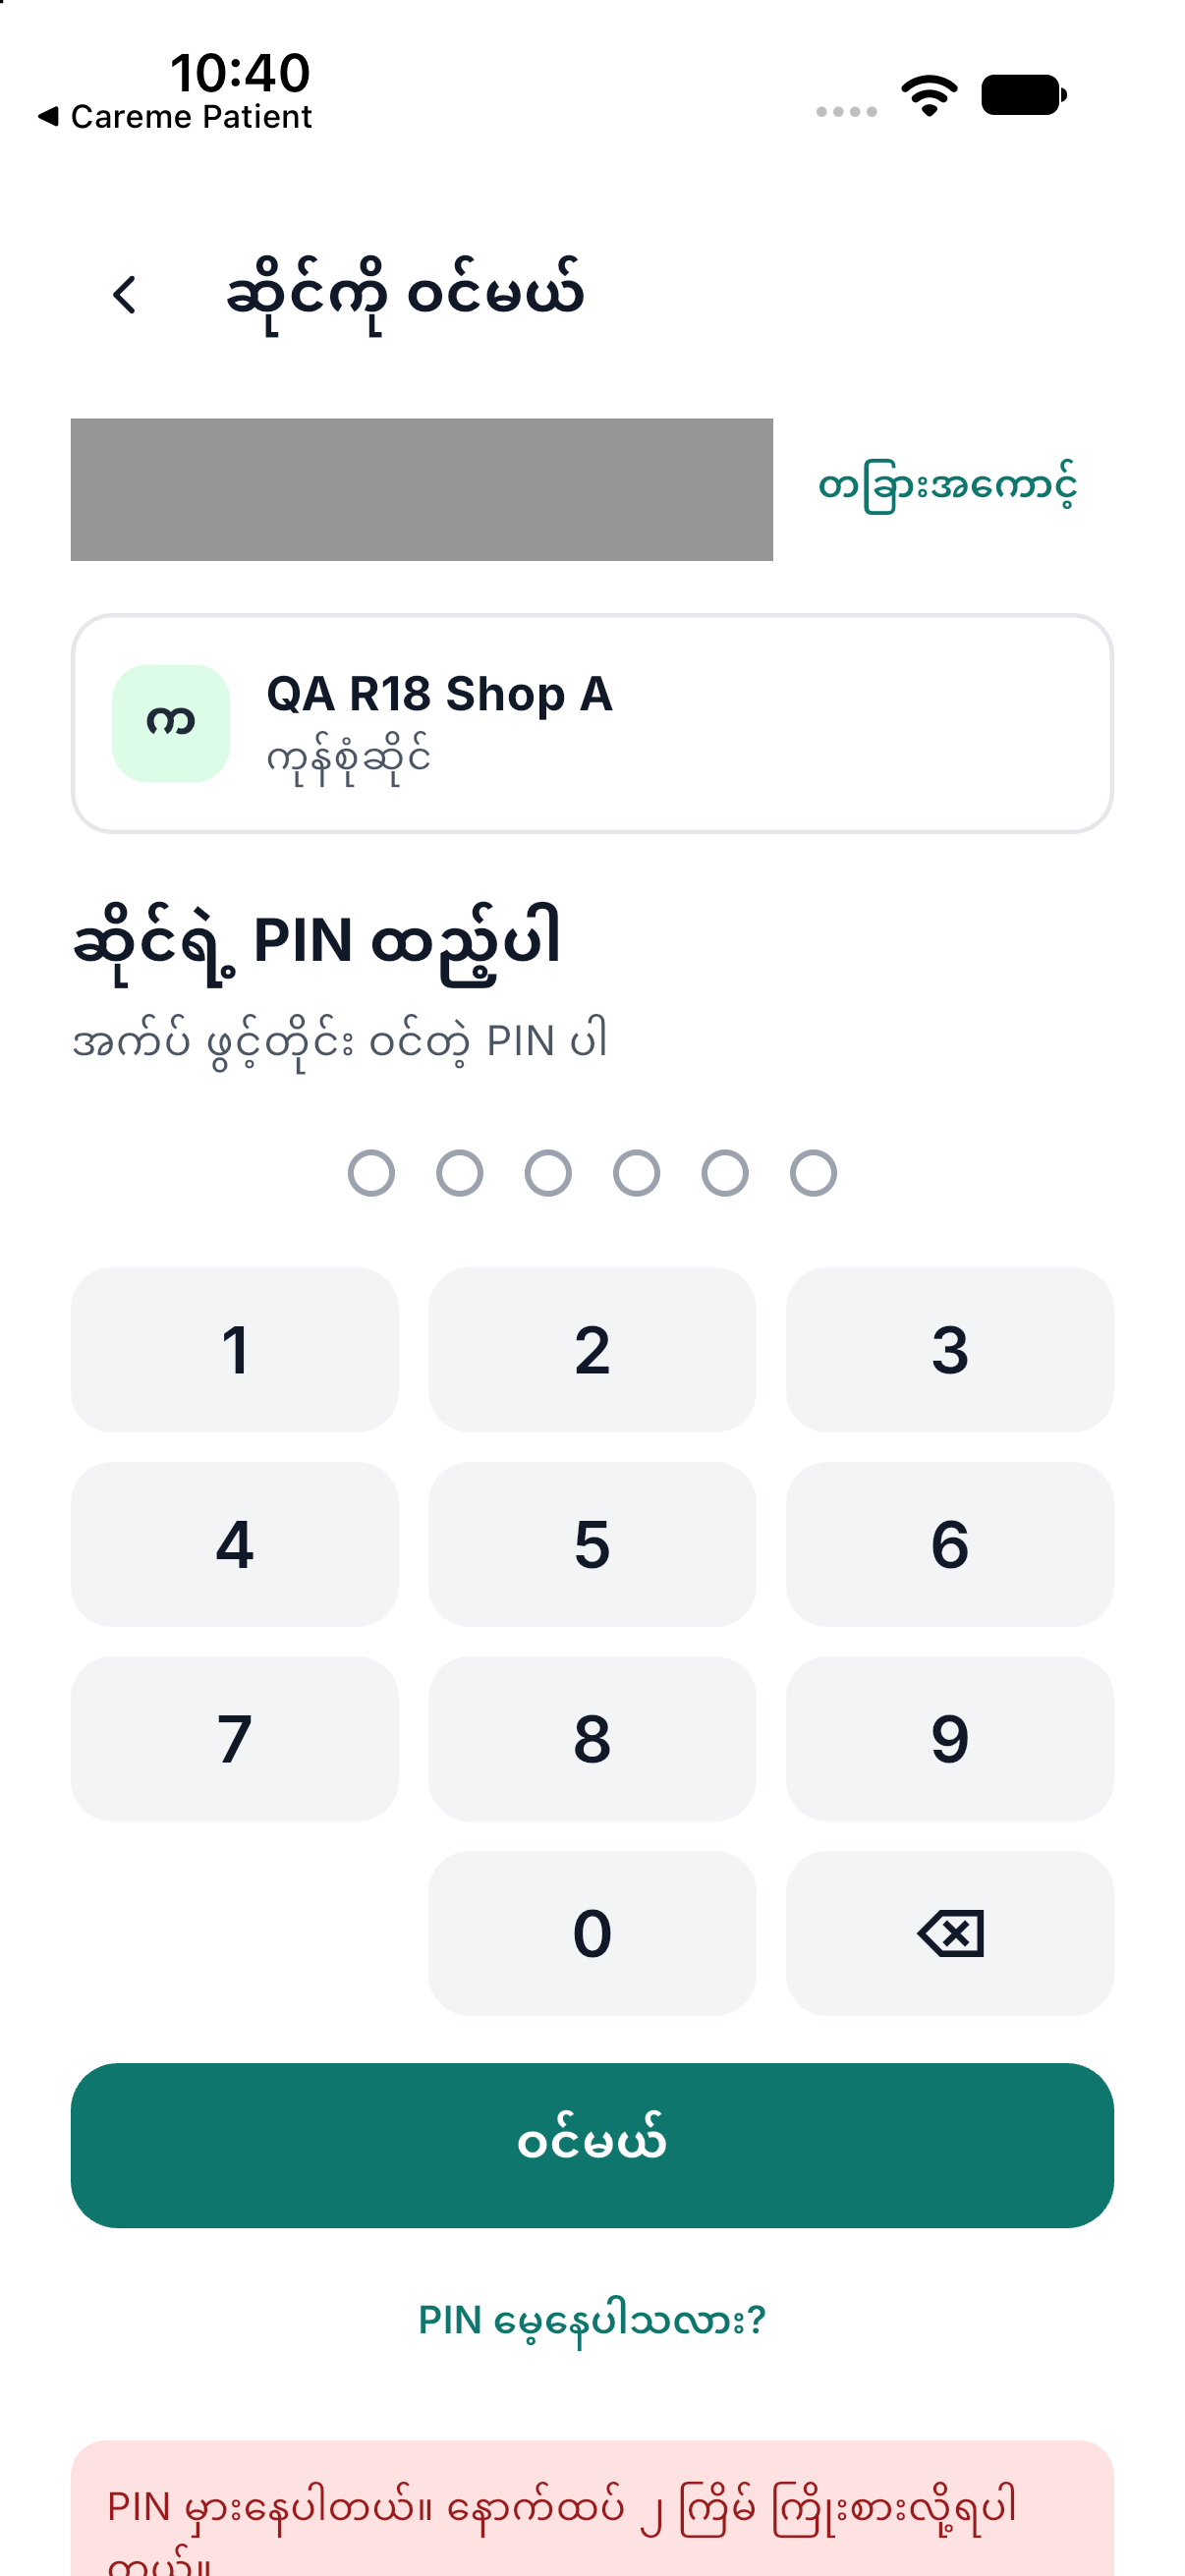 10:40
◀ Careme Patient
ဆိုင်ကို ဝင်မယ်
တခြားအကောင့်
က
QA R18 Shop A
ကုန်စုံဆိုင်
ဆိုင်ရဲ့ PIN ထည့်ပါ
အက်ပ် ဖွင့်တိုင်း ဝင်တဲ့ PIN ပါ
1 2 3
4 5 6
7 8 9
0
ဝင်မယ်
PIN မေ့နေပါသလား?
PIN မှားနေပါတယ်။ နောက်ထပ် ၂ ကြိမ် ကြိုးစားလို့ရပါ
တယ်။